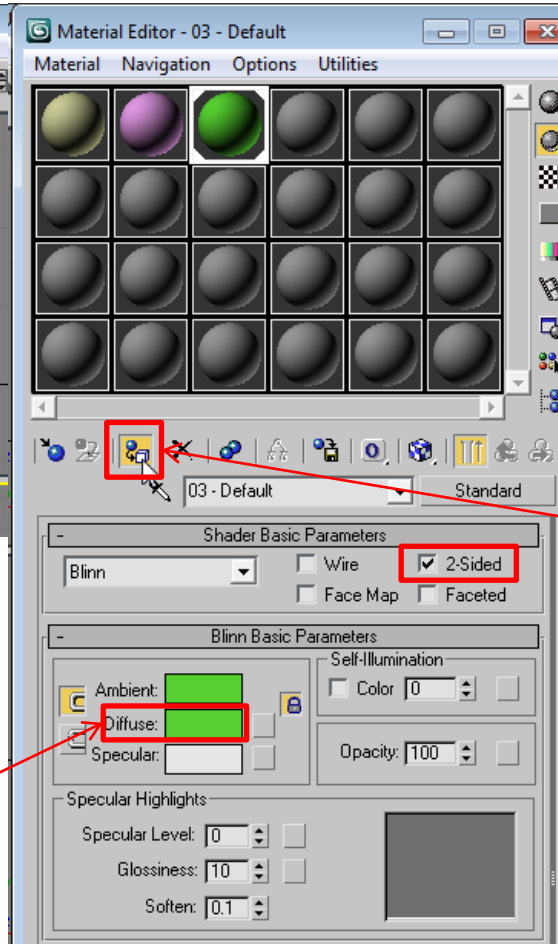 Material Editor - 03 - Default
Material Navigation Options Utilities
03 - Default Standard
- Shader Basic Parameters
Blinn Wire 2-Sided
Face Map Faceted
- Blinn Basic Parameters
Self-Illumination
Ambient: Color 0
Diffuse:
Specular: Opacity: 100
Specular Highlights
Specular Level: 0
Glossiness: 10
Soften: 0.1